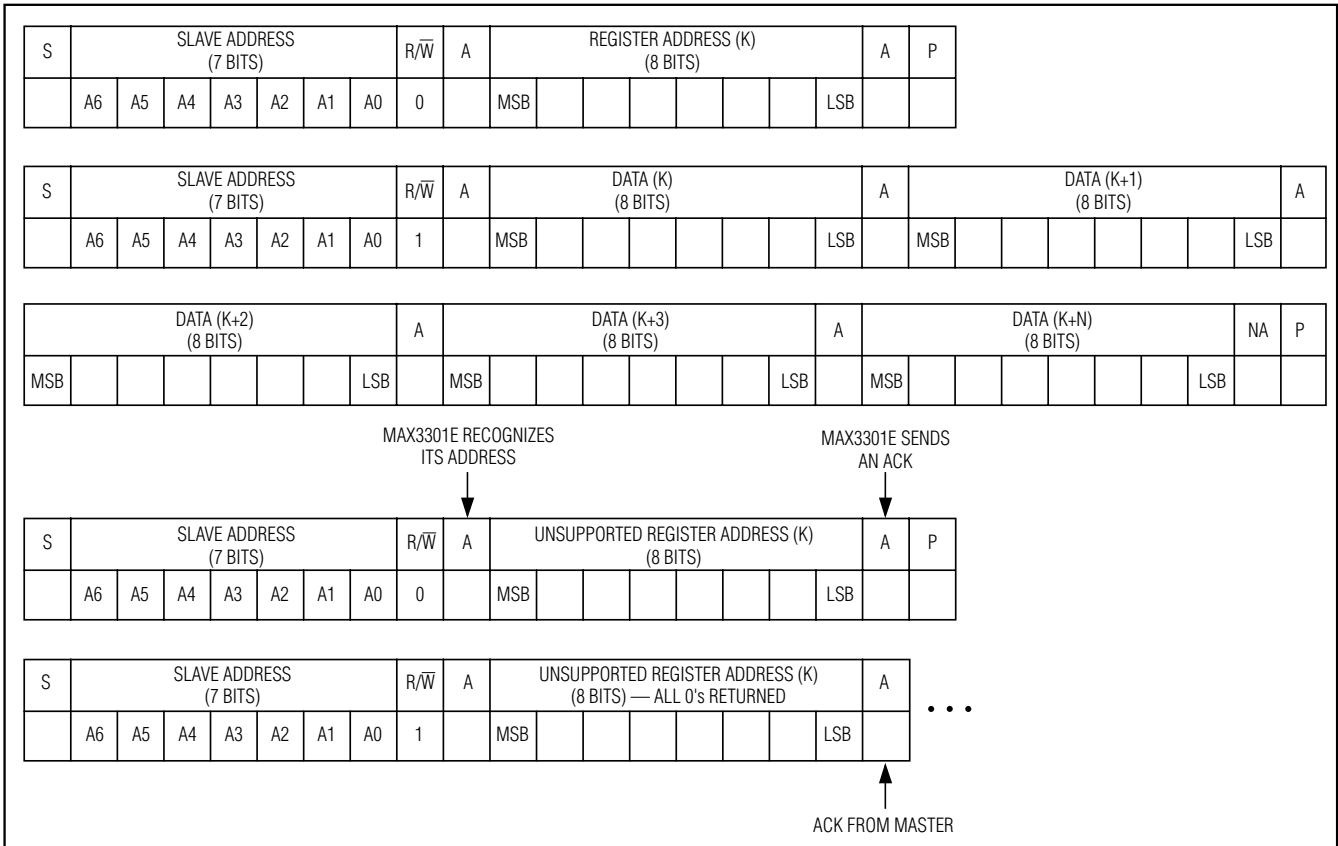 S SLAVE ADDRESS R/W̅ A REGISTER ADDRESS (K) A P
(7 BITS) (8 BITS)
A6 A5 A4 A3 A2 A1 A0 0 MSB LSB
S SLAVE ADDRESS R/W̅ A DATA (K) A DATA (K+1) A
(7 BITS) (8 BITS) (8 BITS)
A6 A5 A4 A3 A2 A1 A0 1 MSB LSB MSB LSB
DATA (K+2) A DATA (K+3) A DATA (K+N) NA P
(8 BITS) (8 BITS) (8 BITS)
MSB LSB MSB LSB MSB LSB
MAX3301E RECOGNIZES
ITS ADDRESS
MAX3301E SENDS
AN ACK
S SLAVE ADDRESS R/W̅ A UNSUPPORTED REGISTER ADDRESS (K) A P
(7 BITS) (8 BITS)
A6 A5 A4 A3 A2 A1 A0 0 MSB LSB
S SLAVE ADDRESS R/W̅ A UNSUPPORTED REGISTER ADDRESS (K) A
(7 BITS) (8 BITS) — ALL 0's RETURNED
• • •
A6 A5 A4 A3 A2 A1 A0 1 MSB LSB
ACK FROM MASTER